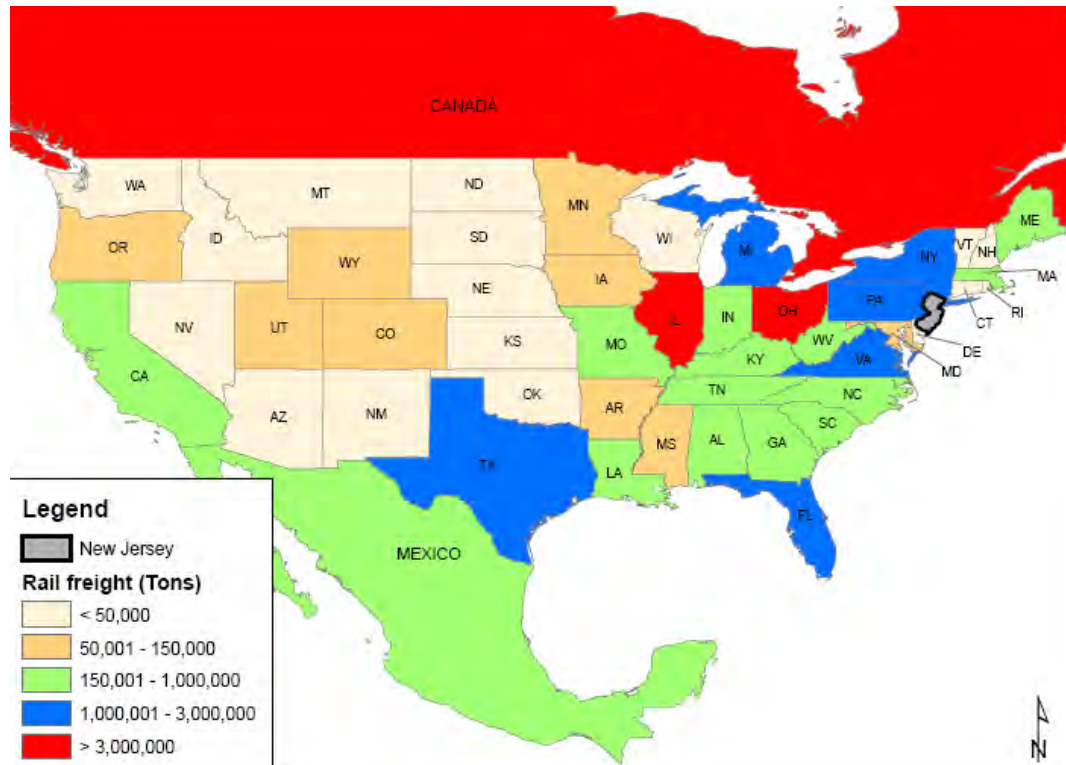 CANADA
WA
MT
ND
MN
ME
OR
ID
SD
WI
MI
NY
VT
NH
WY
MA
IA
NE
PA
RI
NV
UT
CO
IL
IN
OH
CT
KS
MO
WV
DE
CA
KY
VA
MD
AZ
NM
OK
AR
TN
NC
SC
TX
MS
AL
GA
LA
FL
MEXICO
Legend
New Jersey
Rail freight (Tons)
< 50,000
50,001 - 150,000
150,001 - 1,000,000
1,000,001 - 3,000,000
> 3,000,000
N